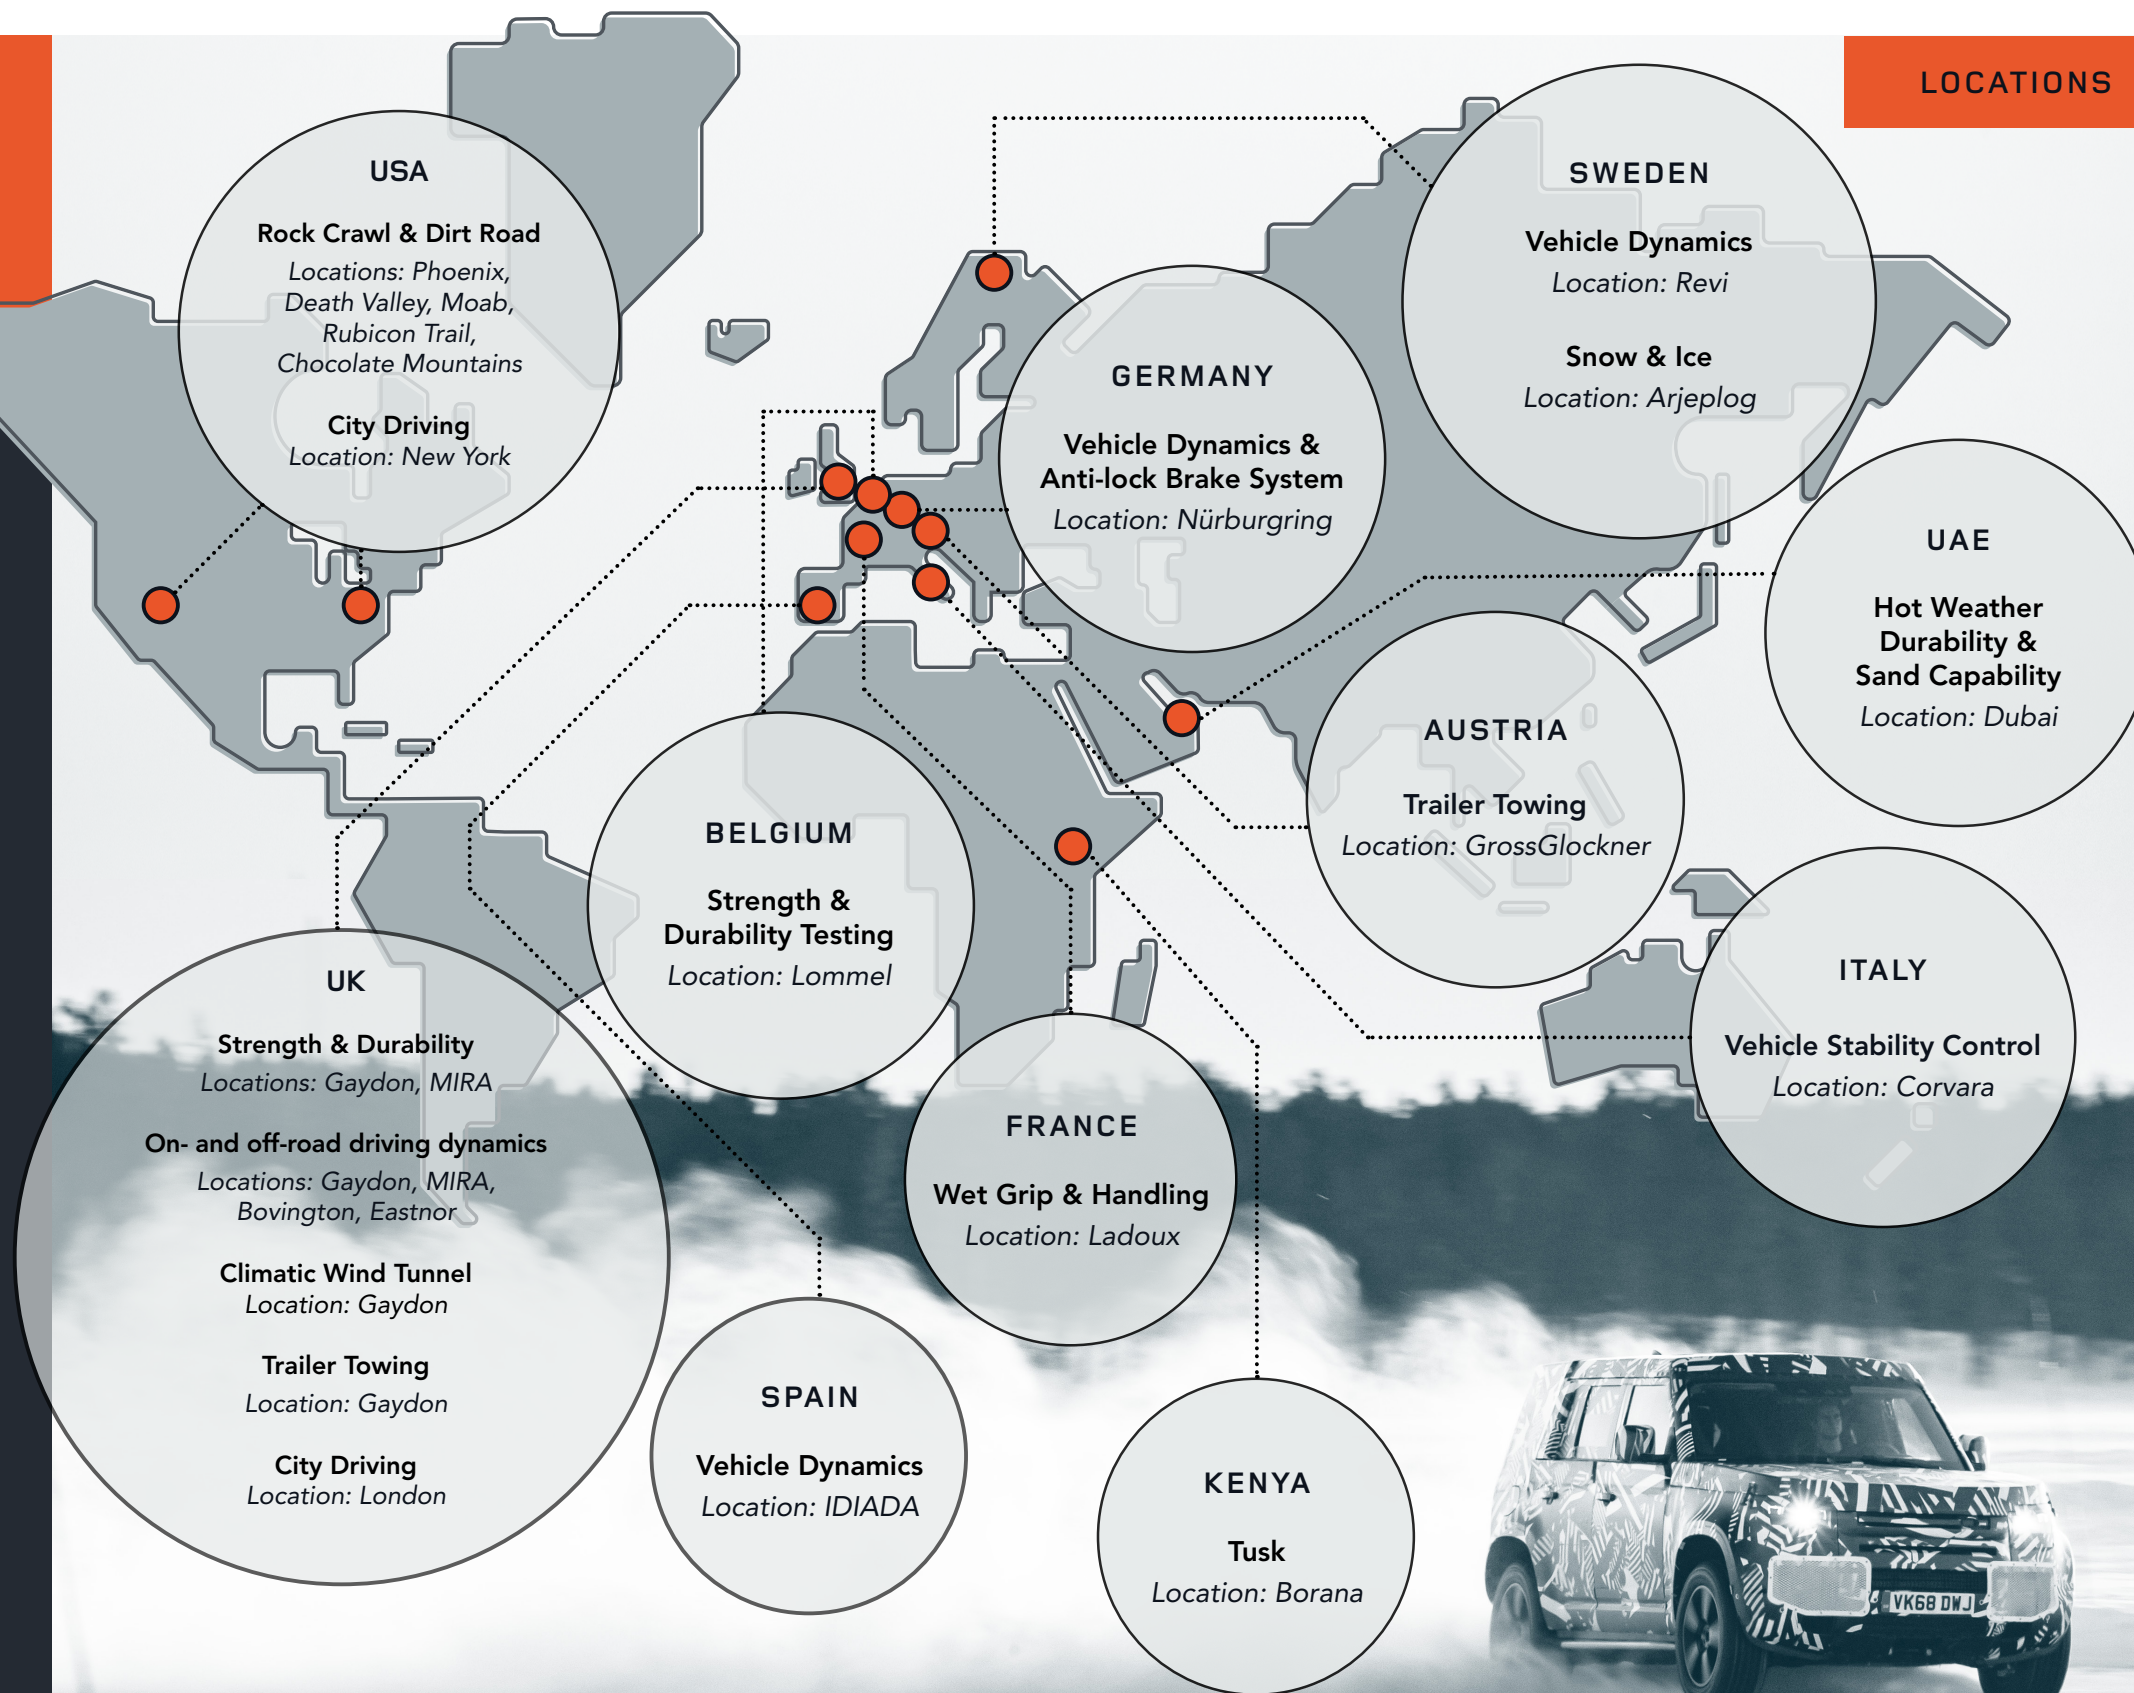 LOCATIONS
USA
Rock Crawl & Dirt Road
Locations: Phoenix,
Death Valley, Moab,
Rubicon Trail,
Chocolate Mountains
City Driving
Location: New York
SWEDEN
Vehicle Dynamics
Location: Revi
Snow & Ice
Location: Arjeplog
GERMANY
Vehicle Dynamics &
Anti-lock Brake System
Location: Nürburgring
UAE
Hot Weather
Durability &
Sand Capability
Location: Dubai
AUSTRIA
Trailer Towing
Location: GrossGlockner
BELGIUM
Strength &
Durability Testing
Location: Lommel
ITALY
Vehicle Stability Control
Location: Corvara
UK
Strength & Durability
Locations: Gaydon, MIRA
On- and off-road driving dynamics
Locations: Gaydon, MIRA,
Bovington, Eastnor
Climatic Wind Tunnel
Location: Gaydon
Trailer Towing
Location: Gaydon
City Driving
Location: London
FRANCE
Wet Grip & Handling
Location: Ladoux
SPAIN
Vehicle Dynamics
Location: IDIADA
KENYA
Tusk
Location: Borana
VK68 DWJ